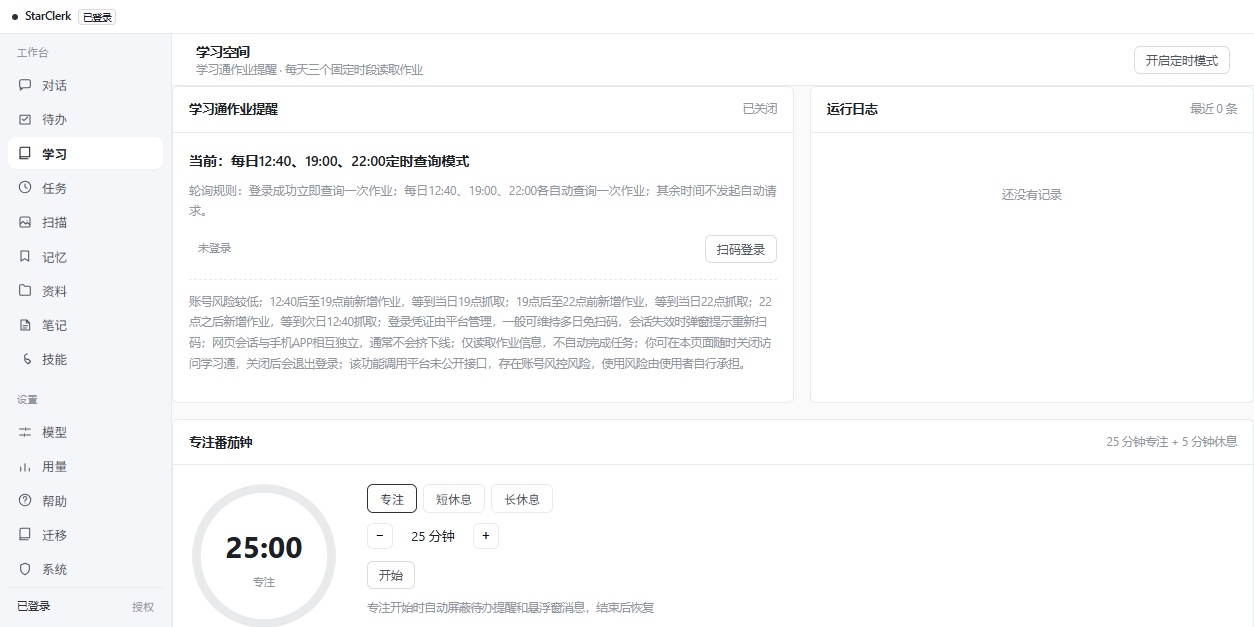 StarClerk 已登录
工作台
对话
待办
学习
任务
扫描
记忆
资料
笔记
技能
设置
模型
用量
帮助
迁移
系统
已登录 授权
学习空间
学习通作业提醒 · 每天三个固定时段读取作业
开启定时模式
学习通作业提醒 已关闭
当前：每日12:40、19:00、22:00定时查询模式
轮询规则：登录成功立即查询一次作业；每日12:40、19:00、22:00各自动查询一次作业；其余时间不发起自动请
求。
未登录 扫码登录
账号风险较低；12:40后至19点前新增作业，等到当日19点抓取；19点后至22点前新增作业，等到当日22点抓取；22
点之后新增作业，等到次日12:40抓取；登录凭证由平台管理，一般可维持多日免扫码，会话失效时弹窗提示重新扫
码；网页会话与手机APP相互独立，通常不会挤下线；仅读取作业信息，不自动完成任务；你可在本页面随时关闭访
问学习通，关闭后会退出登录；该功能调用平台未公开接口，存在账号风控风险，使用风险由使用者自行承担。
运行日志 最近 0 条
还没有记录
专注番茄钟 25 分钟专注 + 5 分钟休息
25:00
专注
专注 短休息 长休息
− 25 分钟 +
开始
专注开始时自动屏蔽待办提醒和悬浮窗消息，结束后恢复